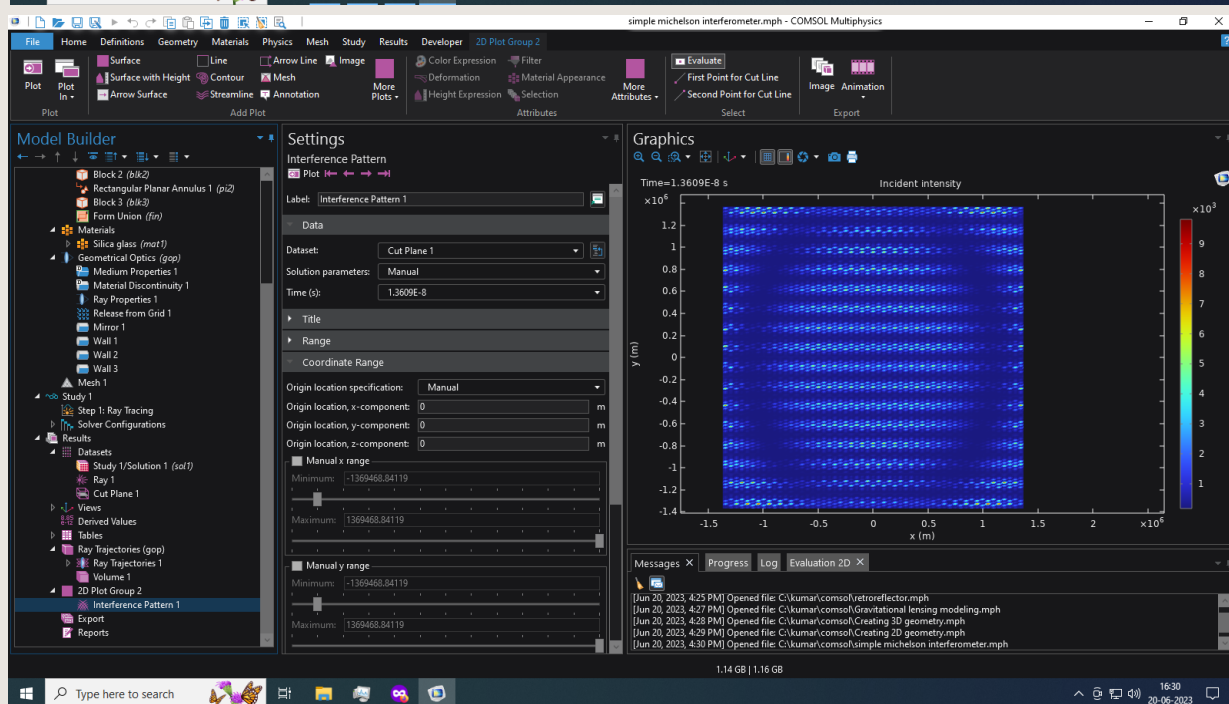 simple michelson interferometer.mph - COMSOL Multiphysics
File Home Definitions Geometry Materials Physics Mesh Study Results Developer 2D Plot Group 2
Plot
Plot In
Plot
Surface
Surface with Height
Arrow Surface
Line
Contour
Streamline
Arrow Line
Mesh
Annotation
Image
More Plots
Add Plot
Color Expression
Deformation
Height Expression
Filter
Material Appearance
Selection
More Attributes
Attributes
Evaluate
First Point for Cut Line
Second Point for Cut Line
Select
Image
Animation
Export
Model Builder
Block 2 (blk2)
Rectangular Planar Annulus 1 (pi2)
Block 3 (blk3)
Form Union (fin)
Materials
Silica glass (mat1)
Geometrical Optics (gop)
Medium Properties 1
Material Discontinuity 1
Ray Properties 1
Release from Grid 1
Mirror 1
Wall 1
Wall 2
Wall 3
Mesh 1
Study 1
Step 1: Ray Tracing
Solver Configurations
Results
Datasets
Study 1/Solution 1 (sol1)
Ray 1
Cut Plane 1
Views
8.85 e-12
Derived Values
Tables
Ray Trajectories (gop)
Ray Trajectories 1
Volume 1
2D Plot Group 2
Interference Pattern 1
Export
Reports
Settings
Interference Pattern
Plot
Label: Interference Pattern 1
Data
Dataset: Cut Plane 1
Solution parameters: Manual
Time (s): 1.3609E-8
Title
Range
Coordinate Range
Origin location specification: Manual
Origin location, x-component: 0 m
Origin location, y-component: 0 m
Origin location, z-component: 0 m
Manual x range
Minimum: -1369468.84119
Maximum: 1369468.84119
Manual y range
Minimum: -1369468.84119
Maximum: 1369468.84119
Graphics
Time=1.3609E-8 s Incident intensity
×10⁶
1.2
1
0.8
0.6
0.4
0.2
0
-0.2
-0.4
-0.6
-0.8
-1
-1.2
-1.4
y (m)
-1.5 -1 -0.5 0 0.5 1 1.5 2 ×10⁶
x (m)
×10³
9
8
7
6
5
4
3
2
1
Messages Progress Log Evaluation 2D
[Jun 20, 2023, 4:25 PM] Opened file: C:\kumar\comsol\retroreflector.mph
[Jun 20, 2023, 4:27 PM] Opened file: C:\kumar\comsol\Gravitational lensing modeling.mph
[Jun 20, 2023, 4:28 PM] Opened file: C:\kumar\comsol\Creating 3D geometry.mph
[Jun 20, 2023, 4:29 PM] Opened file: C:\kumar\comsol\Creating 2D geometry.mph
[Jun 20, 2023, 4:30 PM] Opened file: C:\kumar\comsol\simple michelson interferometer.mph
1.14 GB | 1.16 GB
Type here to search
16:30
20-06-2023